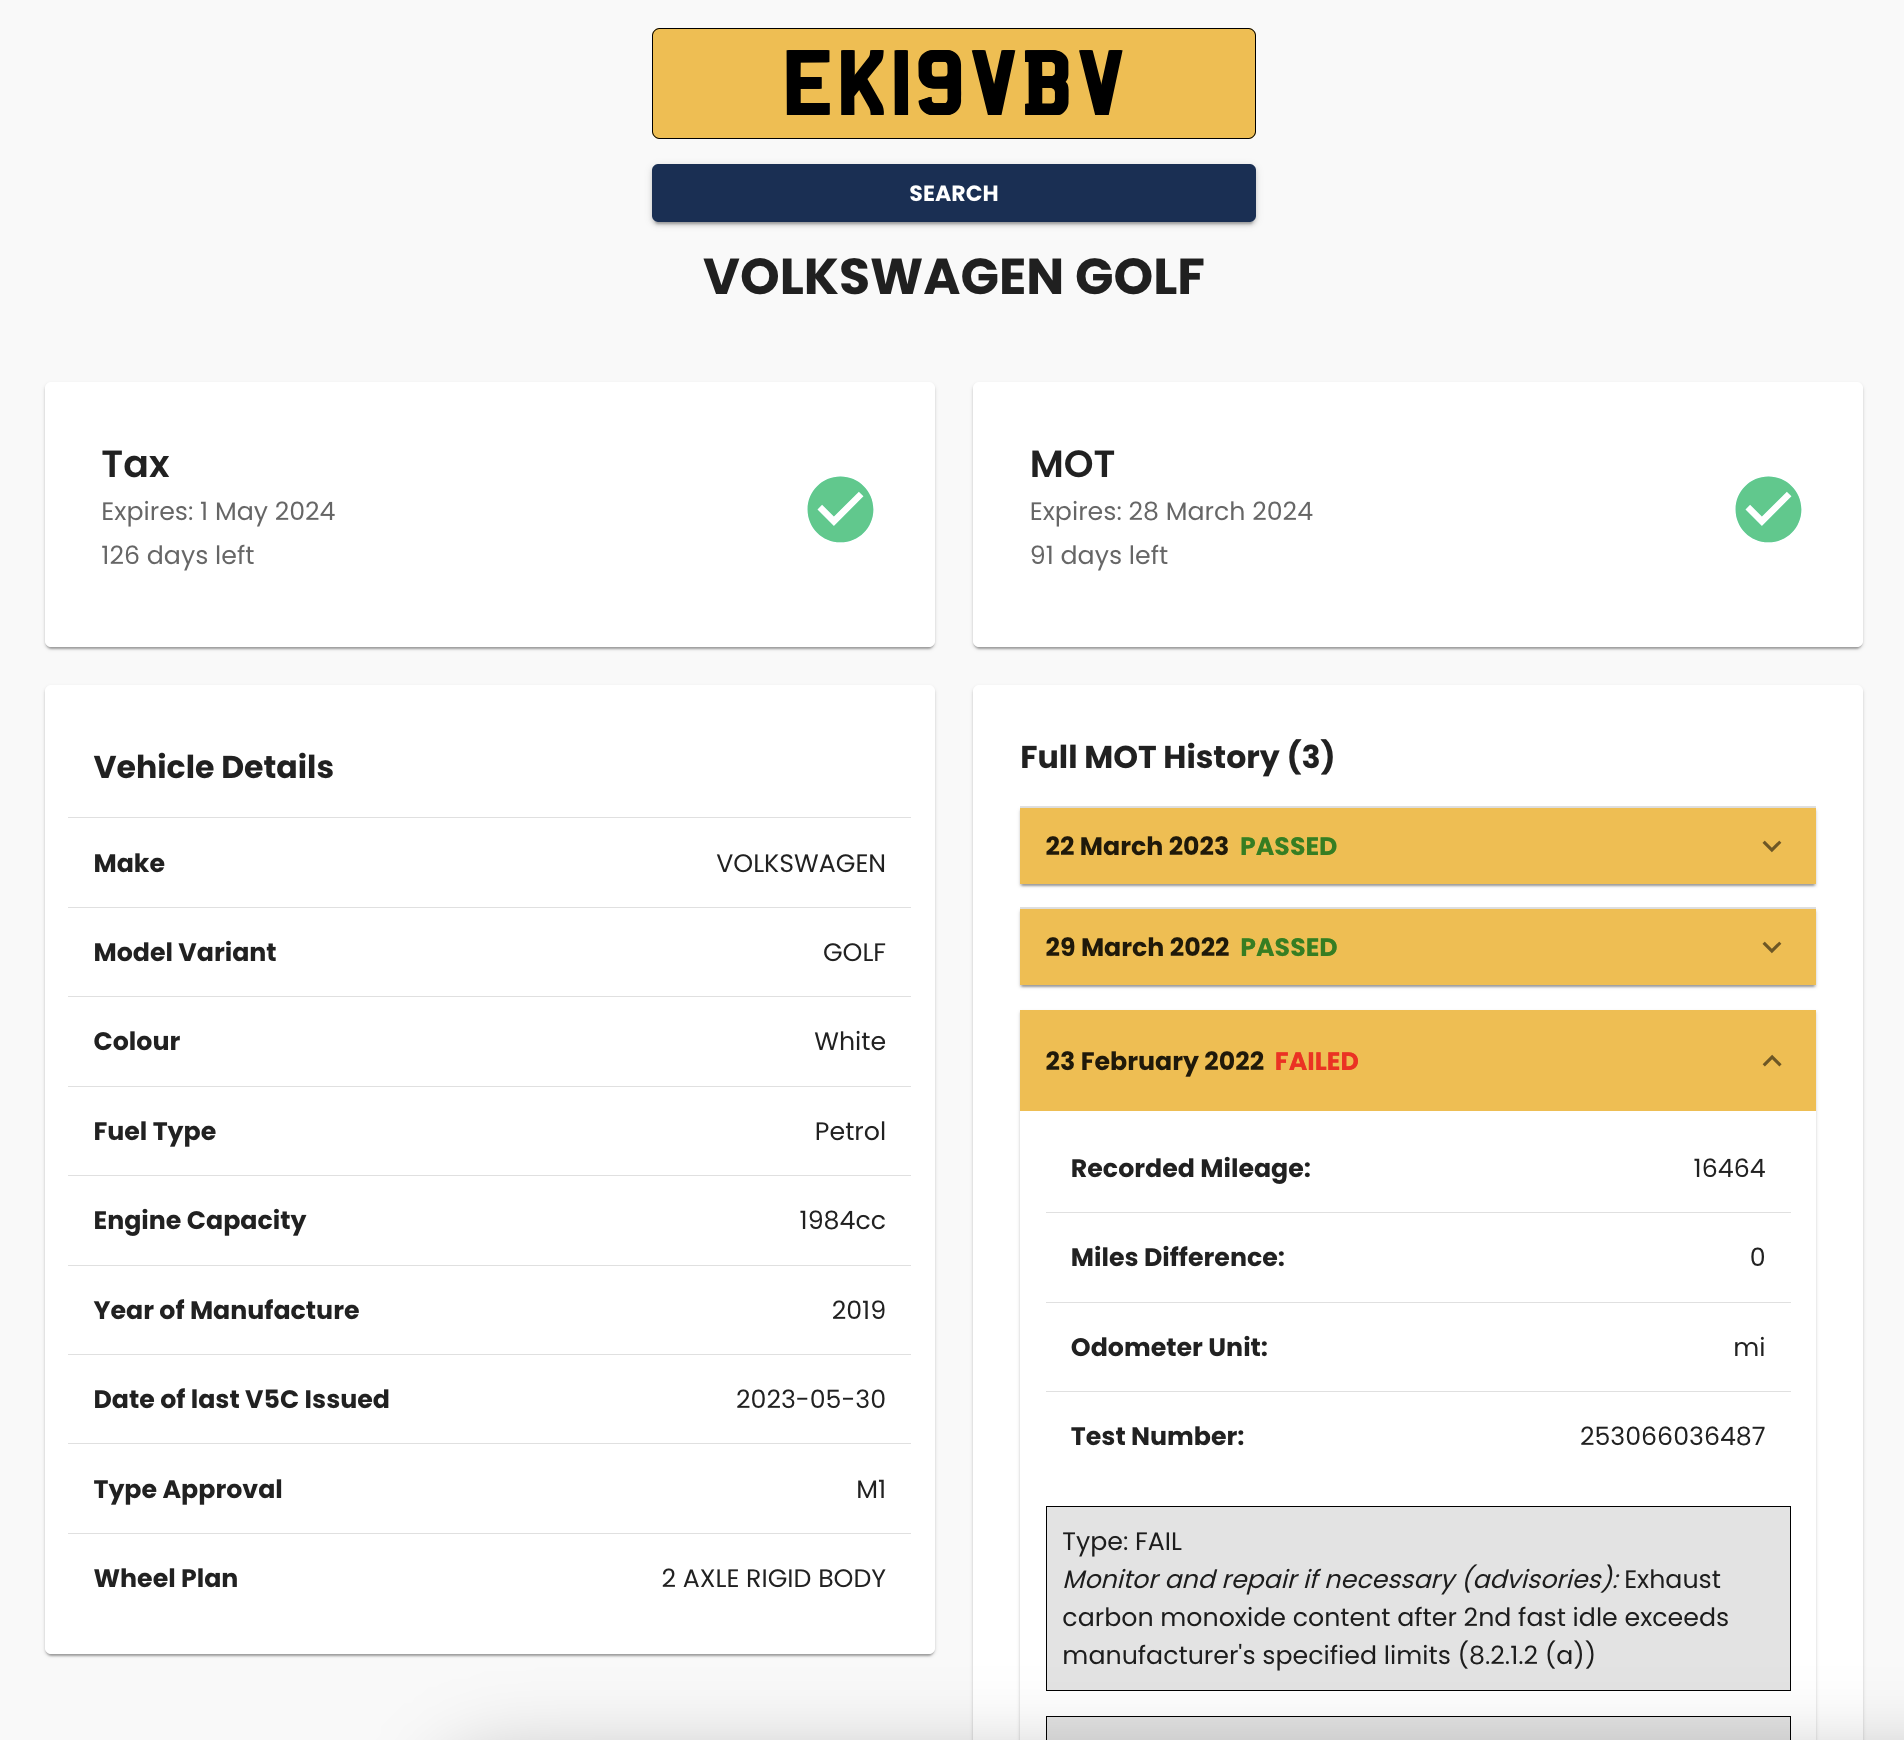 EK19VBV
SEARCH
VOLKSWAGEN GOLF
Tax
Expires: 1 May 2024
126 days left
MOT
Expires: 28 March 2024
91 days left
Vehicle Details
Make VOLKSWAGEN
Model Variant GOLF
Colour White
Fuel Type Petrol
Engine Capacity 1984cc
Year of Manufacture 2019
Date of last V5C Issued 2023-05-30
Type Approval M1
Wheel Plan 2 AXLE RIGID BODY
Full MOT History (3)
22 March 2023 PASSED
29 March 2022 PASSED
23 February 2022 FAILED
Recorded Mileage: 16464
Miles Difference: 0
Odometer Unit: mi
Test Number: 253066036487
Type: FAIL
Monitor and repair if necessary (advisories): Exhaust
carbon monoxide content after 2nd fast idle exceeds
manufacturer's specified limits (8.2.1.2 (a))